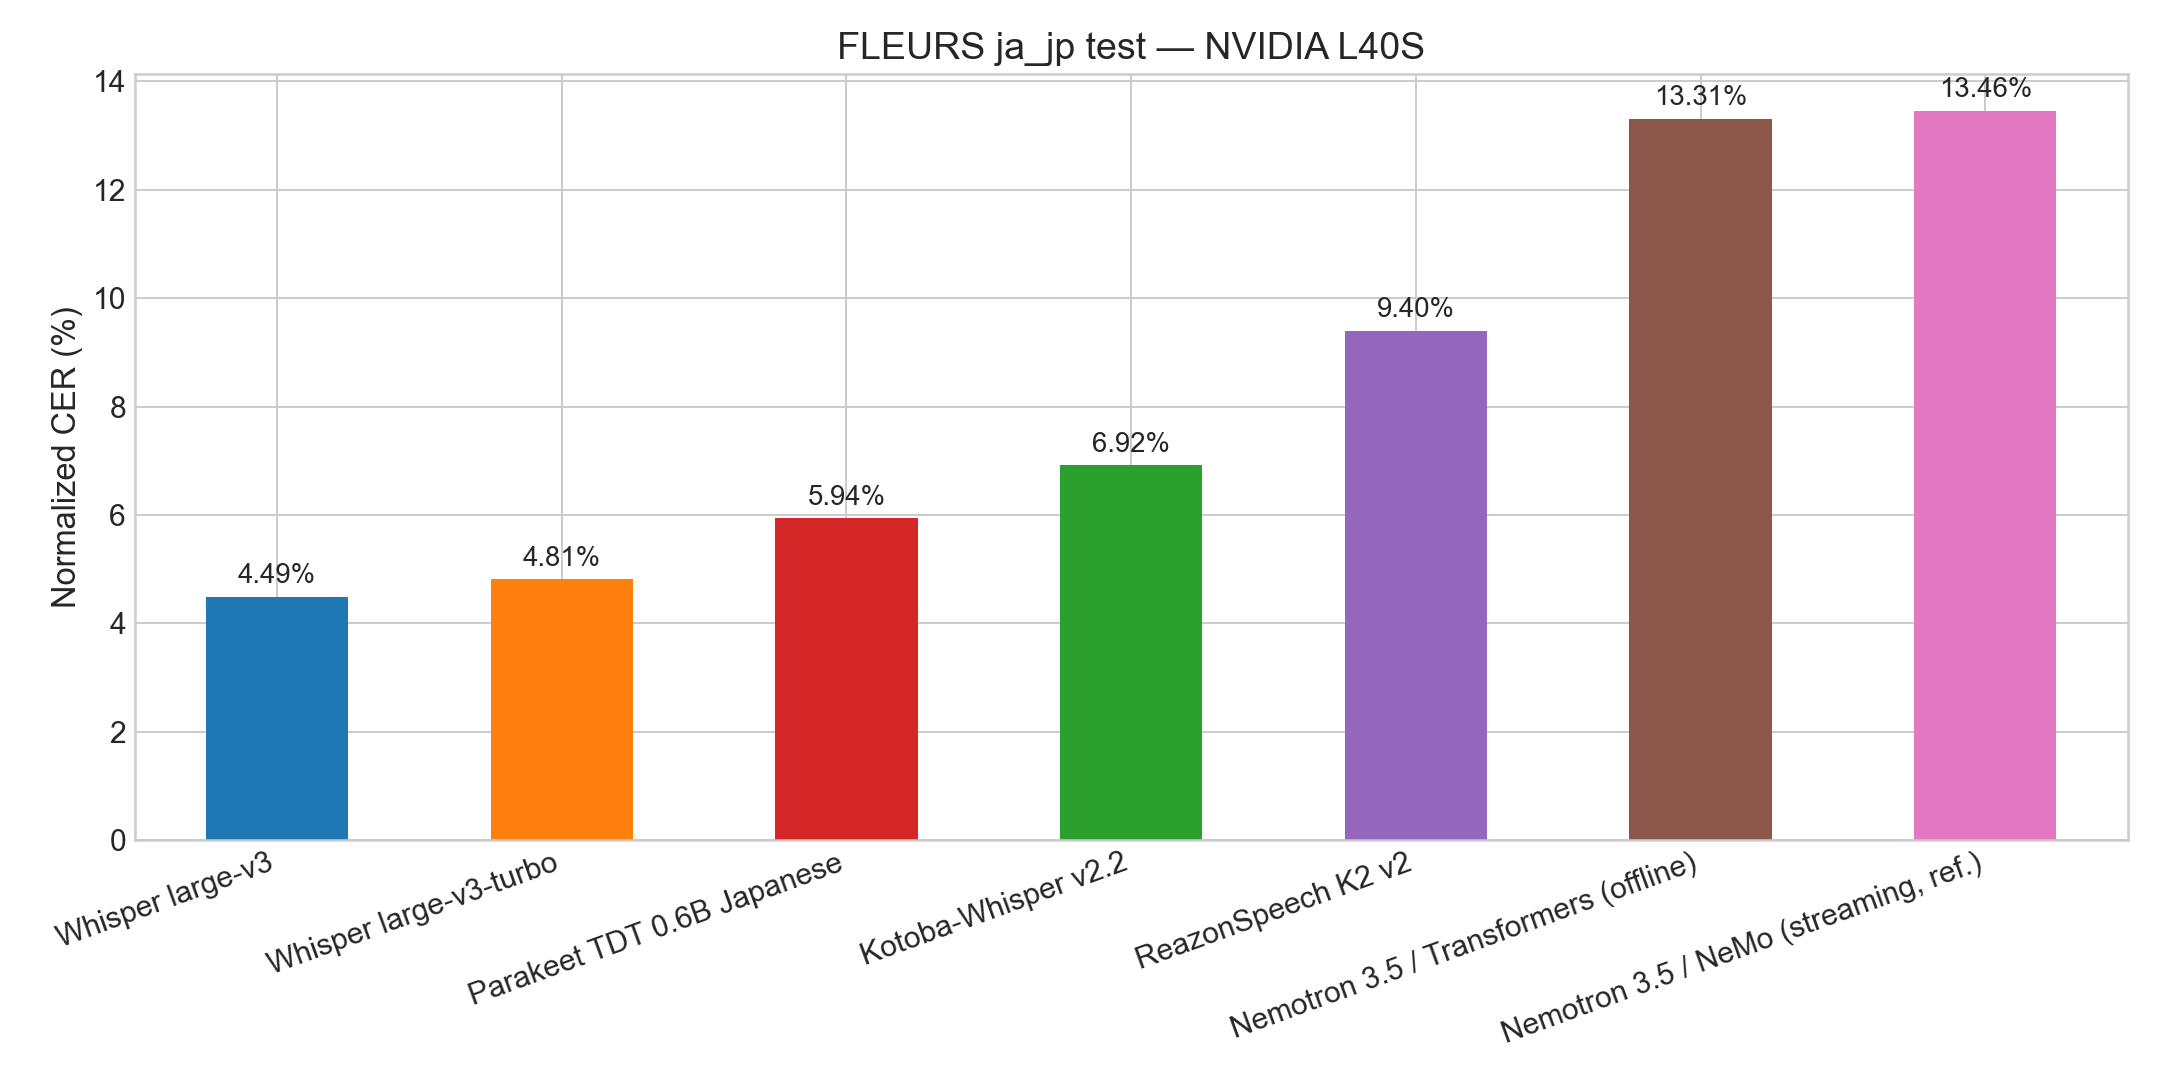 FLEURS ja_jp test — NVIDIA L40S
Normalized CER (%)
14
12
10
8
6
4
2
0
4.49%
4.81%
5.94%
6.92%
9.40%
13.31%
13.46%
Whisper large-v3
Whisper large-v3-turbo
Parakeet TDT 0.6B Japanese
Kotoba-Whisper v2.2
ReazonSpeech K2 v2
Nemotron 3.5 / Transformers (offline)
Nemotron 3.5 / NeMo (streaming, ref.)